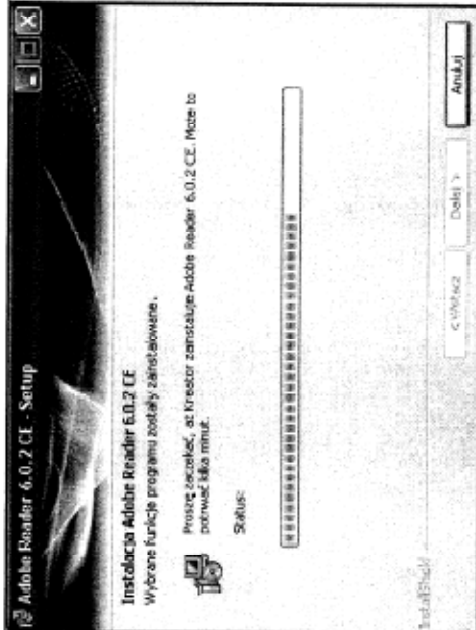 Adobe Reader 6.0.2 CE - Setup
Instalacja Adobe Reader 6.0.2 CE
Wybrane funkcje programu zostały zainstalowane.
Proszę zaczekać, aż Kreator zainstaluje Adobe Reader 6.0.2 CE. Może to
potrwać kilka minut.
Status:
InstallShield
< Wstecz
Dalej >
Anuluj